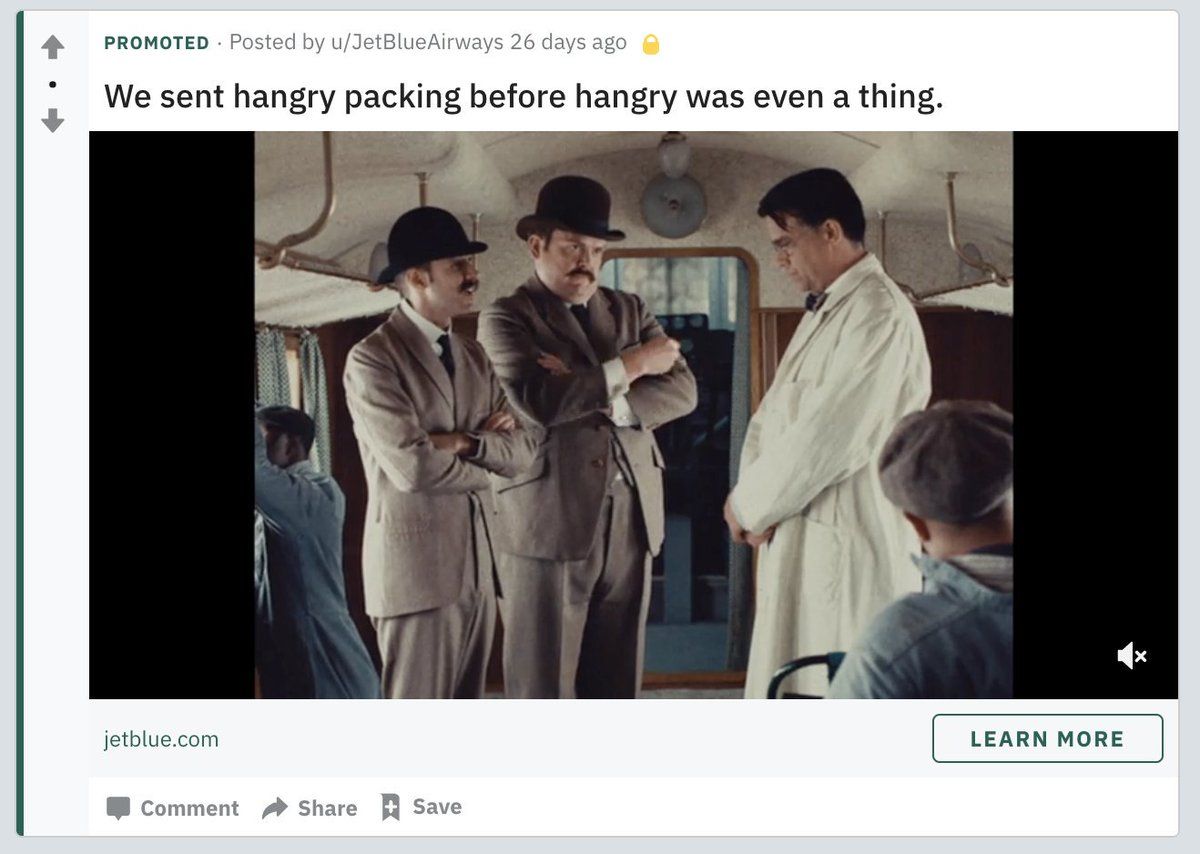 PROMOTED · Posted by u/JetBlueAirways 26 days ago
We sent hangry packing before hangry was even a thing.
jetblue.com
LEARN MORE
Comment Share Save